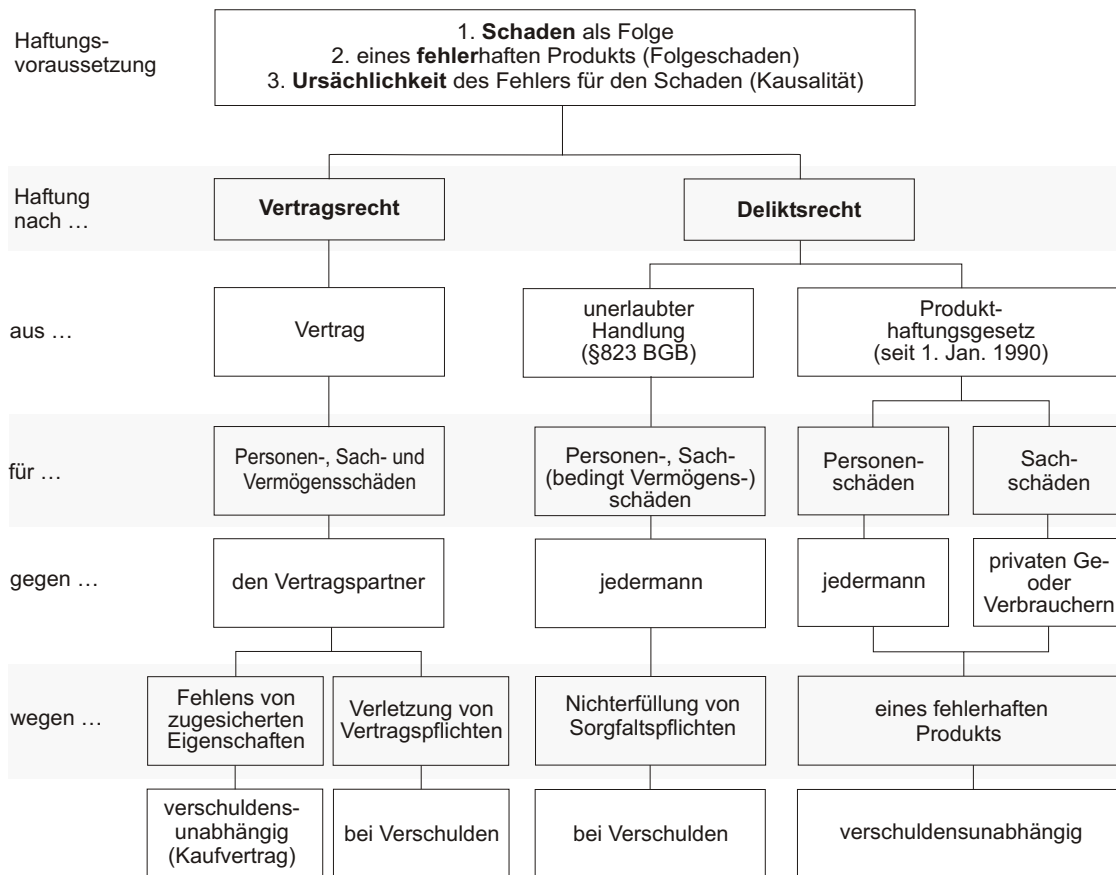 Haftungs-
voraussetzung
1. Schaden als Folge
2. eines fehlerhaften Produkts (Folgeschaden)
3. Ursächlichkeit des Fehlers für den Schaden (Kausalität)
Haftung
nach …
Vertragsrecht
Deliktsrecht
aus …
Vertrag
unerlaubter
Handlung
(§823 BGB)
Produkt-
haftungsgesetz
(seit 1. Jan. 1990)
für …
Personen-, Sach- und
Vermögensschäden
Personen-, Sach-
(bedingt Vermögens-)
schäden
Personen-
schäden
Sach-
schäden
gegen …
den Vertragspartner
jedermann
jedermann
privaten Ge-
oder
Verbrauchern
wegen …
Fehlens von
zugesicherten
Eigenschaften
Verletzung von
Vertragspflichten
Nichterfüllung von
Sorgfaltspflichten
eines fehlerhaften
Produkts
verschuldens-
unabhängig
(Kaufvertrag)
bei Verschulden
bei Verschulden
verschuldensunabhängig